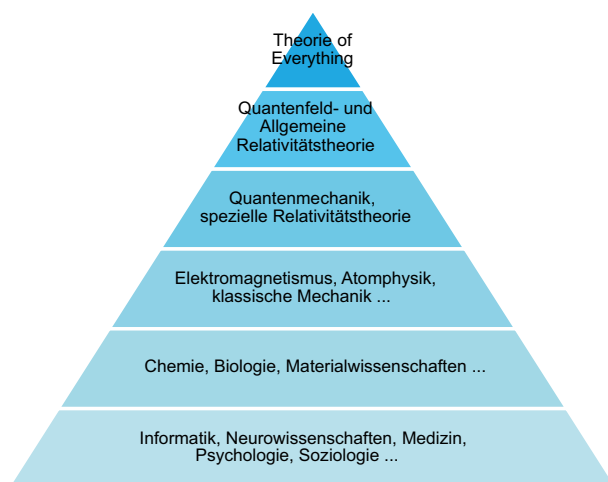 Theorie of
Everything
Quantenfeld- und
Allgemeine
Relativitätstheorie
Quantenmechanik,
spezielle Relativitätstheorie
Elektromagnetismus, Atomphysik,
klassische Mechanik ...
Chemie, Biologie, Materialwissenschaften ...
Informatik, Neurowissenschaften, Medizin,
Psychologie, Soziologie ...